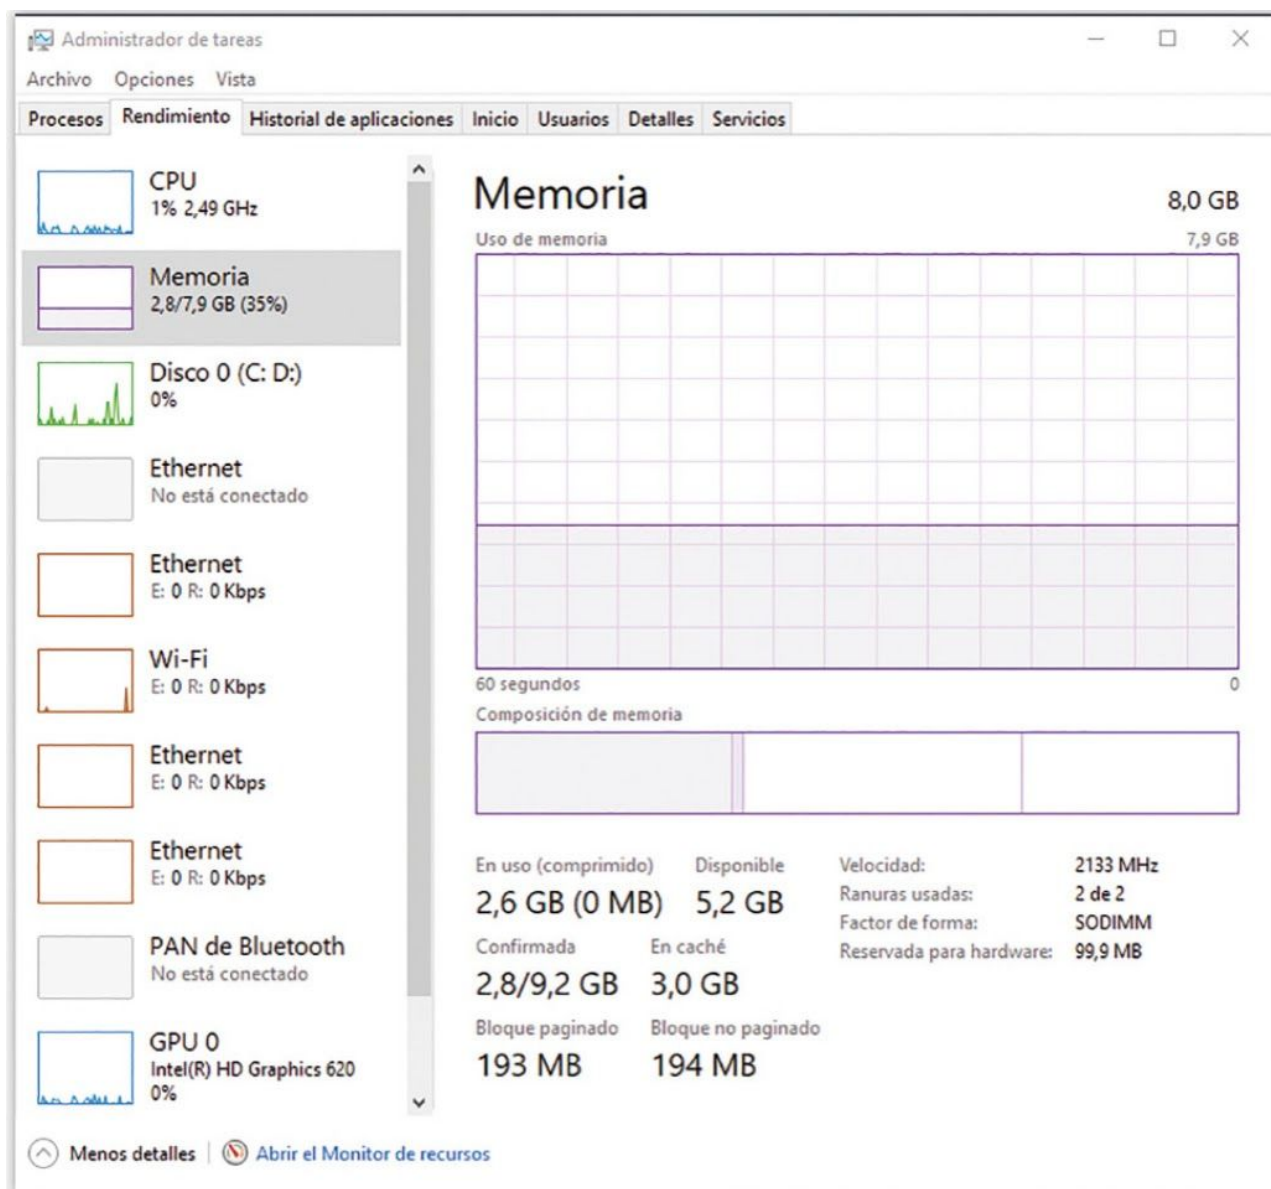 Administrador de tareas
Archivo Opciones Vista
Procesos Rendimiento Historial de aplicaciones Inicio Usuarios Detalles Servicios
CPU
1% 2,49 GHz
Memoria
2,8/7,9 GB (35%)
Disco 0 (C: D:)
0%
Ethernet
No está conectado
Ethernet
E: 0 R: 0 Kbps
Wi-Fi
E: 0 R: 0 Kbps
Ethernet
E: 0 R: 0 Kbps
Ethernet
E: 0 R: 0 Kbps
PAN de Bluetooth
No está conectado
GPU 0
Intel(R) HD Graphics 620
0%
Memoria 8,0 GB
Uso de memoria 7,9 GB
60 segundos 0
Composición de memoria
En uso (comprimido) Disponible
2,6 GB (0 MB) 5,2 GB
Confirmada En caché
2,8/9,2 GB 3,0 GB
Bloque paginado Bloque no paginado
193 MB 194 MB
Velocidad: 2133 MHz
Ranuras usadas: 2 de 2
Factor de forma: SODIMM
Reservada para hardware: 99,9 MB
Menos detalles Abrir el Monitor de recursos